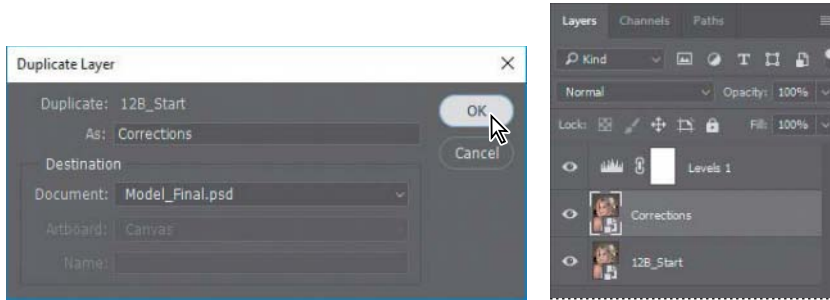 Duplicate Layer
Duplicate: 12B_Start
As: Corrections
OK
Cancel
Destination
Document: Model_Final.psd
Artboard: Canvas
Name:
Layers Channels Paths
Kind
Normal Opacity: 100%
Lock: Fill: 100%
Levels 1
Corrections
12B_Start